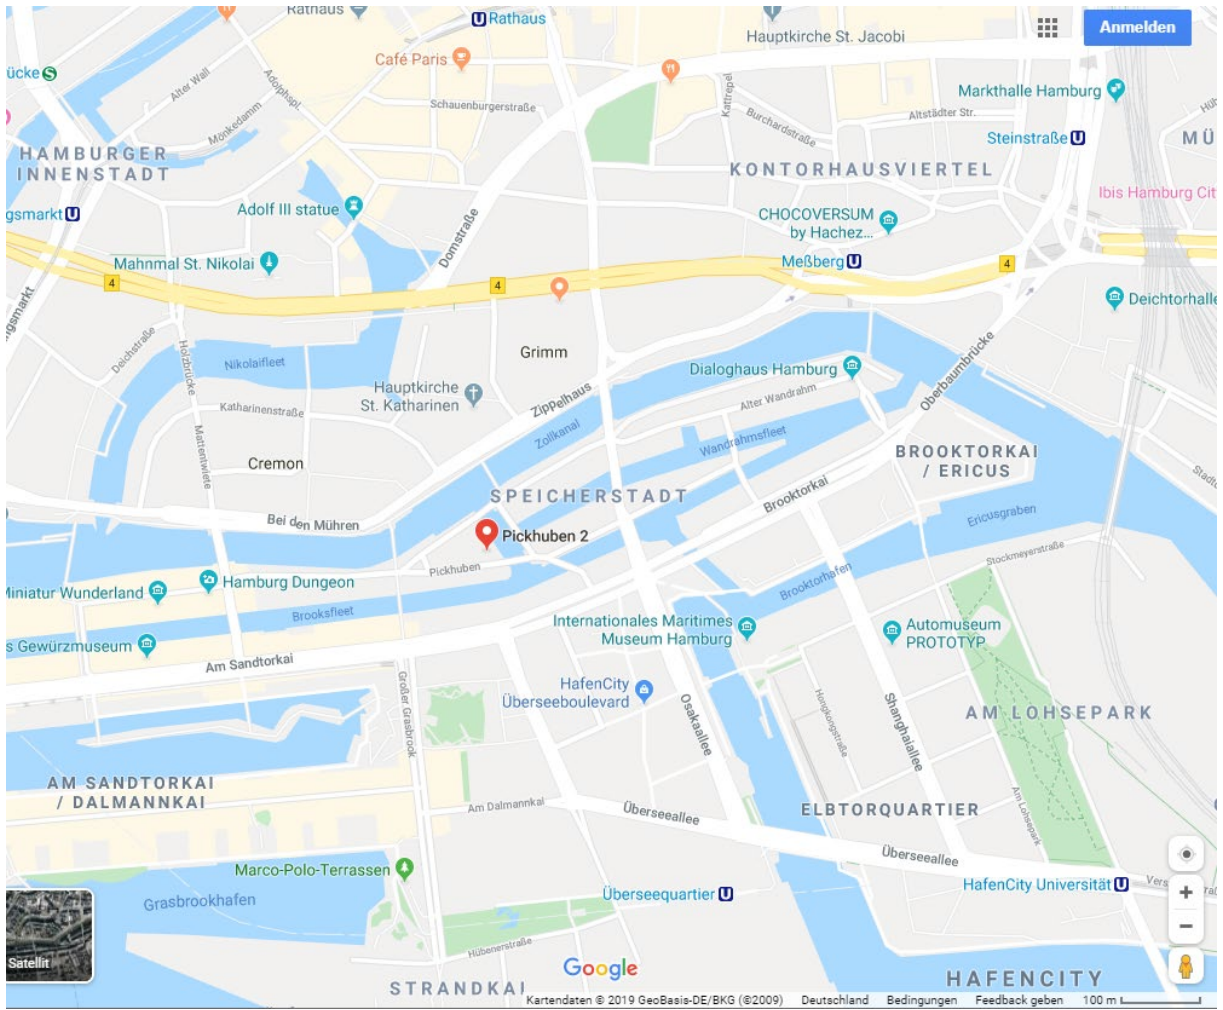 Rathaus
Rathaus
Hauptkirche St. Jacobi
Anmelden
Café Paris
ücke
Alter Wall
Adolphspl.
Schauenburgerstraße
Mönkedamm
Kattrepel
Burchardstraße
Altstädter Str.
Markthalle Hamburg
Steinstraße
MÜ
HAMBURGER
INNENSTADT
KONTORHAUSVIERTEL
Ibis Hamburg City
gsmarkt
Adolf III statue
Domstraße
CHOCOVERSUM
by Hachez...
Mahnmal St. Nikolai
Meßberg
4
4
4
Deichtorhalle
gsmarkt
Deichstraße
Holzbrücke
Nikolaifleet
Grimm
Dialoghaus Hamburg
Oberbaumbrücke
Hauptkirche
St. Katharinen
Zippelhaus
Alter Wandrahm
Katharinenstraße
Zollkanal
Wandrahmsfleet
Mattentwiete
Cremon
BROOKTORKAI
/ ERICUS
SPEICHERSTADT
Brooktorkai
Bei den Mühren
Ericusgraben
Pickhuben 2
Stockmeyerstraße
Pickhuben
Hamburg Dungeon
Miniatur Wunderland
Brooktorhafen
Brooksfleet
Internationales Maritimes
Museum Hamburg
Automuseum
PROTOTYP
s Gewürzmuseum
Am Sandtorkai
Großer Grasbrook
HafenCity
Überseeboulevard
Osakaallee
Hongkongstraße
Shanghaiallee
AM LOHSEPARK
AM SANDTORKAI
/ DALMANNKAI
Am Dalmannkai
Überseeallee
ELBTORQUARTIER
Am Lohsepark
Überseeallee
Marco-Polo-Terrassen
Überseequartier
HafenCity Universität
Grasbrookhafen
Hübenerstraße
Satellit
Google
STRANDKAI
HAFENCITY
Kartendaten © 2019 GeoBasis-DE/BKG (©2009) Deutschland Bedingungen Feedback geben 100 m